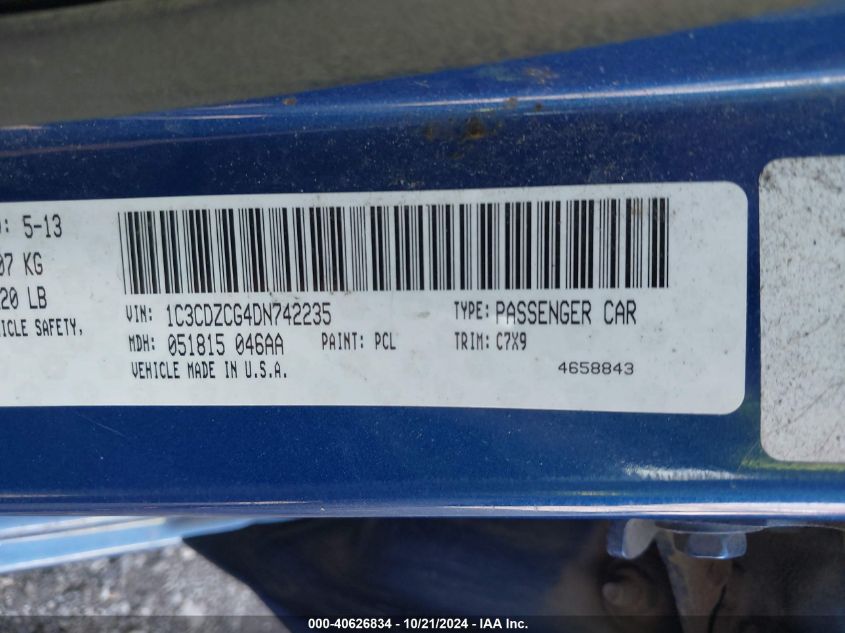 : 5-13
07 KG
20 LB
ICLE SAFETY,
VIN: 1C3CDZCG4DN742235
TYPE: PASSENGER CAR
MDH: 051815 046AA
PAINT: PCL
TRIM: C7X9
VEHICLE MADE IN U.S.A.
4658843
000-40626834 - 10/21/2024 - IAA Inc.